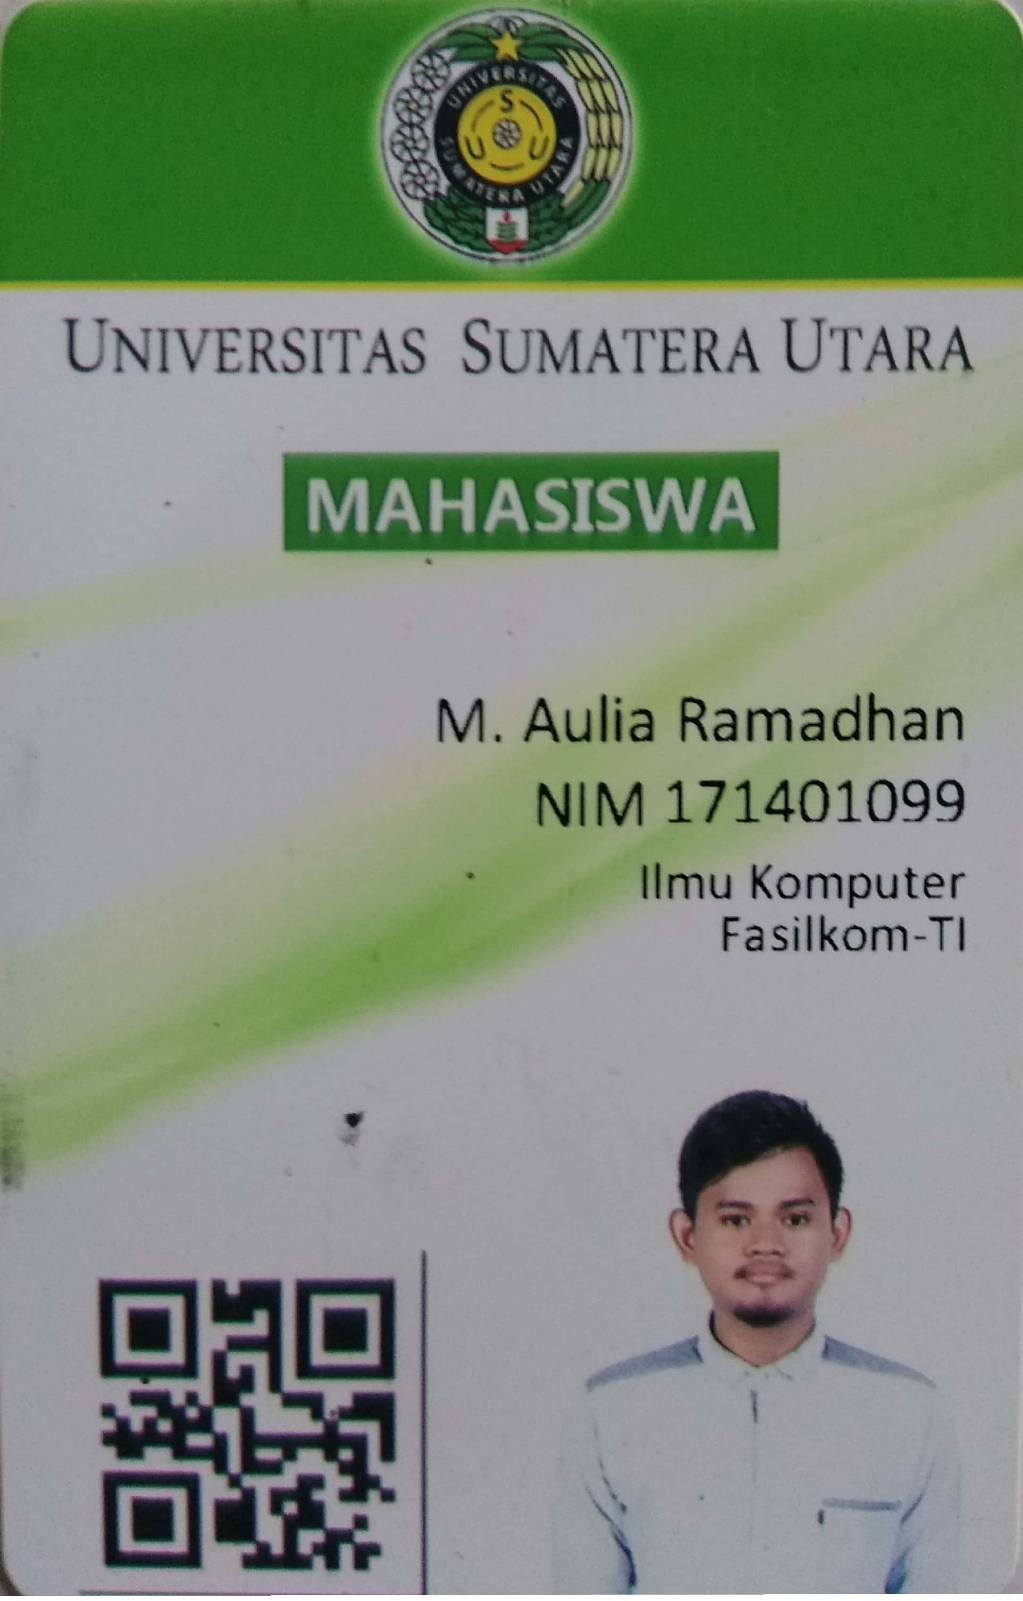 UNIVERSITAS
S
U U
SUMATERA UTARA
UNIVERSITAS SUMATERA UTARA
MAHASISWA
M. Aulia Ramadhan
NIM 171401099
Ilmu Komputer
Fasilkom-TI